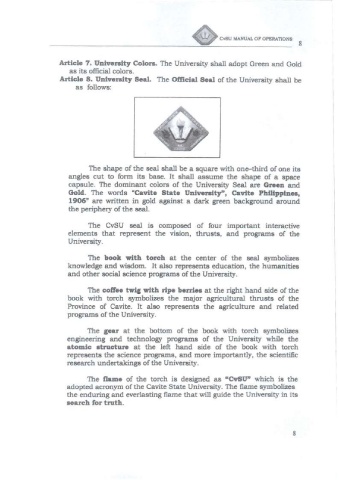 CvSU MANUAL OF OPERATIONS
8
Article 7. University Colors. The University shall adopt Green and Gold
as its official colors.
Article 8. University Seal. The Official Seal of the University shall be
as follows:
The shape of the seal shall be a square with one-third of one its
angles cut to form its base. It shall assume the shape of a space
capsule. The dominant colors of the University Seal are Green and
Gold. The words "Cavite State University", Cavite Philippines,
1906" are written in gold against a dark green background around
the periphery of the seal.
The CvSU seal is composed of four important interactive
elements that represent the vision, thrusts, and programs of the
University.
The book with torch at the center of the seal symbolizes
knowledge and wisdom. It also represents education, the humanities
and other social science programs of the University.
The coffee twig with ripe berries at the right hand side of the
book with torch symbolizes the major agricultural thrusts of the
Province of Cavite. It also represents the agriculture and related
programs of the University.
The gear at the bottom of the book with torch symbolizes
engineering and technology programs of the University while the
atomic structure at the left hand side of the book with torch
represents the science programs, and more importantly, the scientific
research undertakings of the University.
The flame of the torch is designed as "CvSU" which is the
adopted acronym of the Cavite State University. The flame symbolizes
the enduring and everlasting flame that will guide the University in its
search for truth.
8